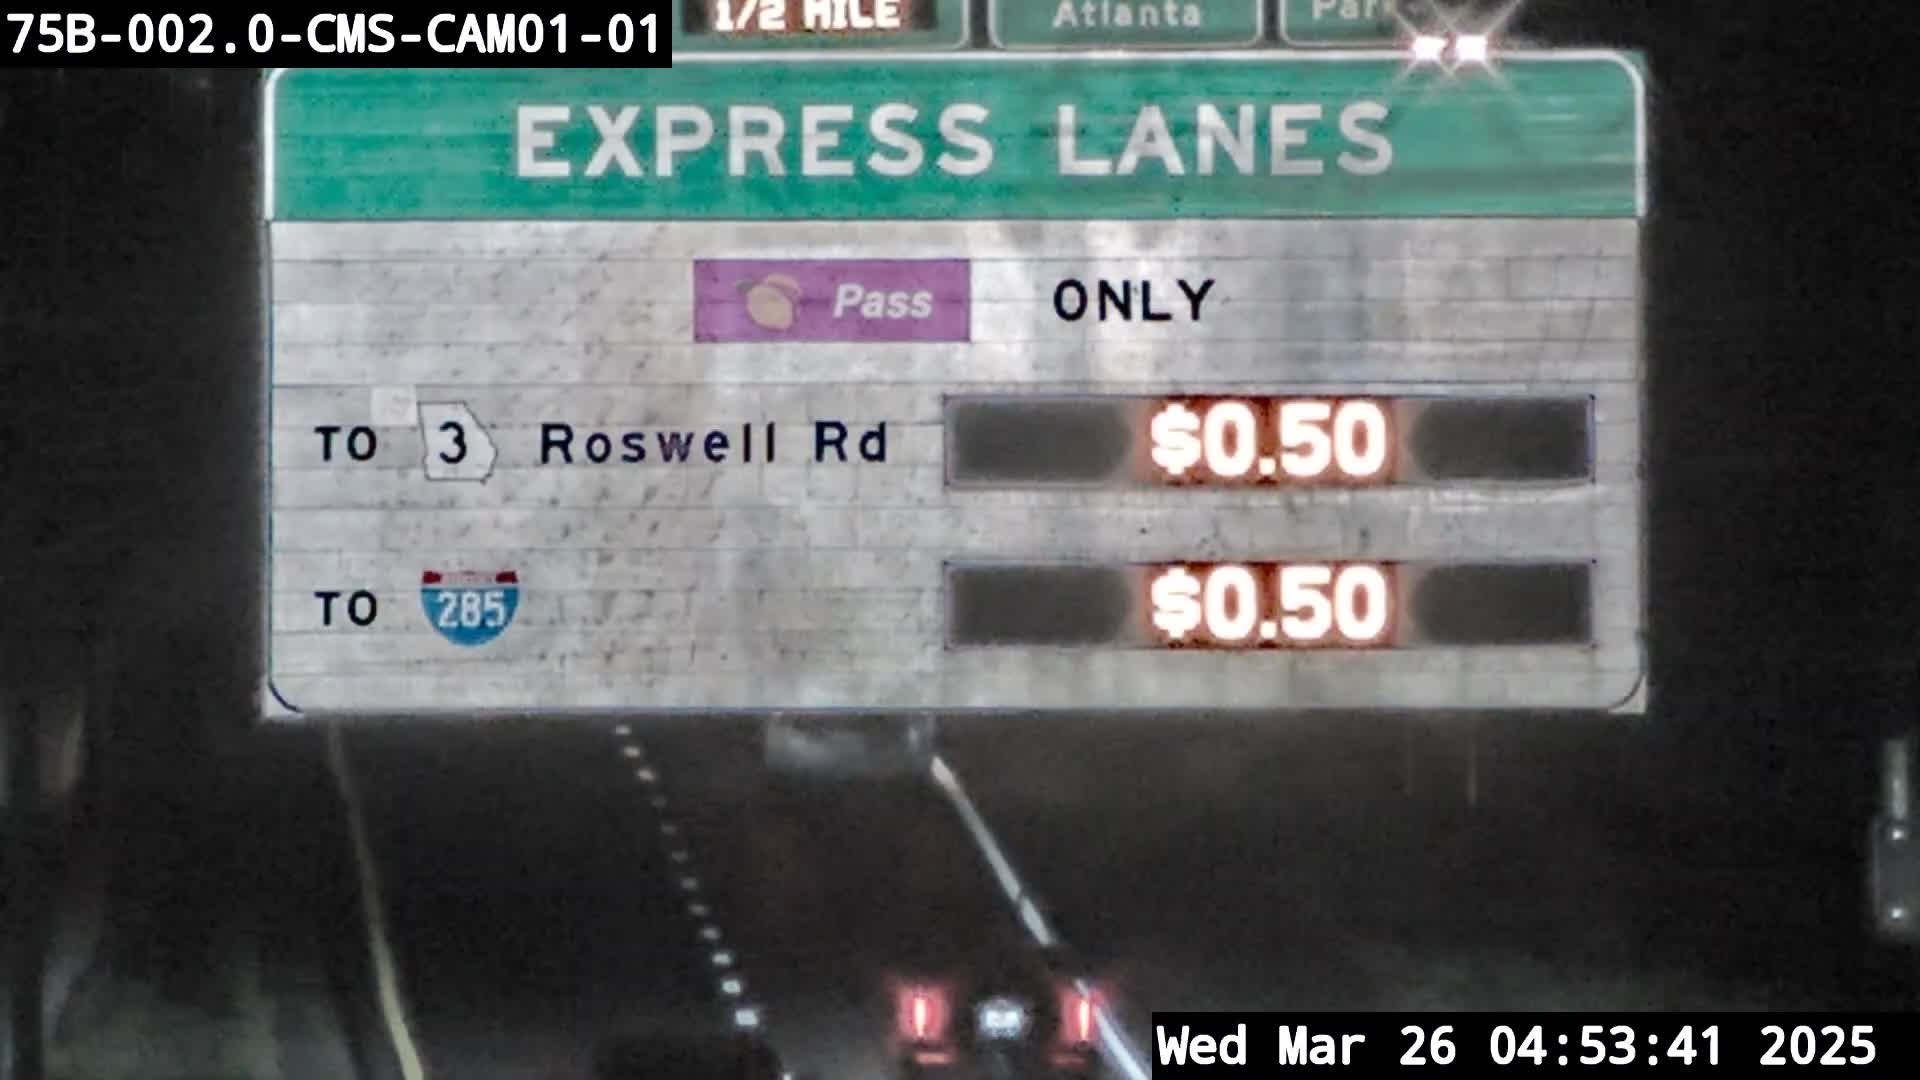 75B-002.0-CMS-CAM01-01
1/2 MILE
Atlanta
EXPRESS LANES
Pass ONLY
TO 3 Roswell Rd $0.50
TO 285 $0.50
Wed Mar 26 04:53:41 2025